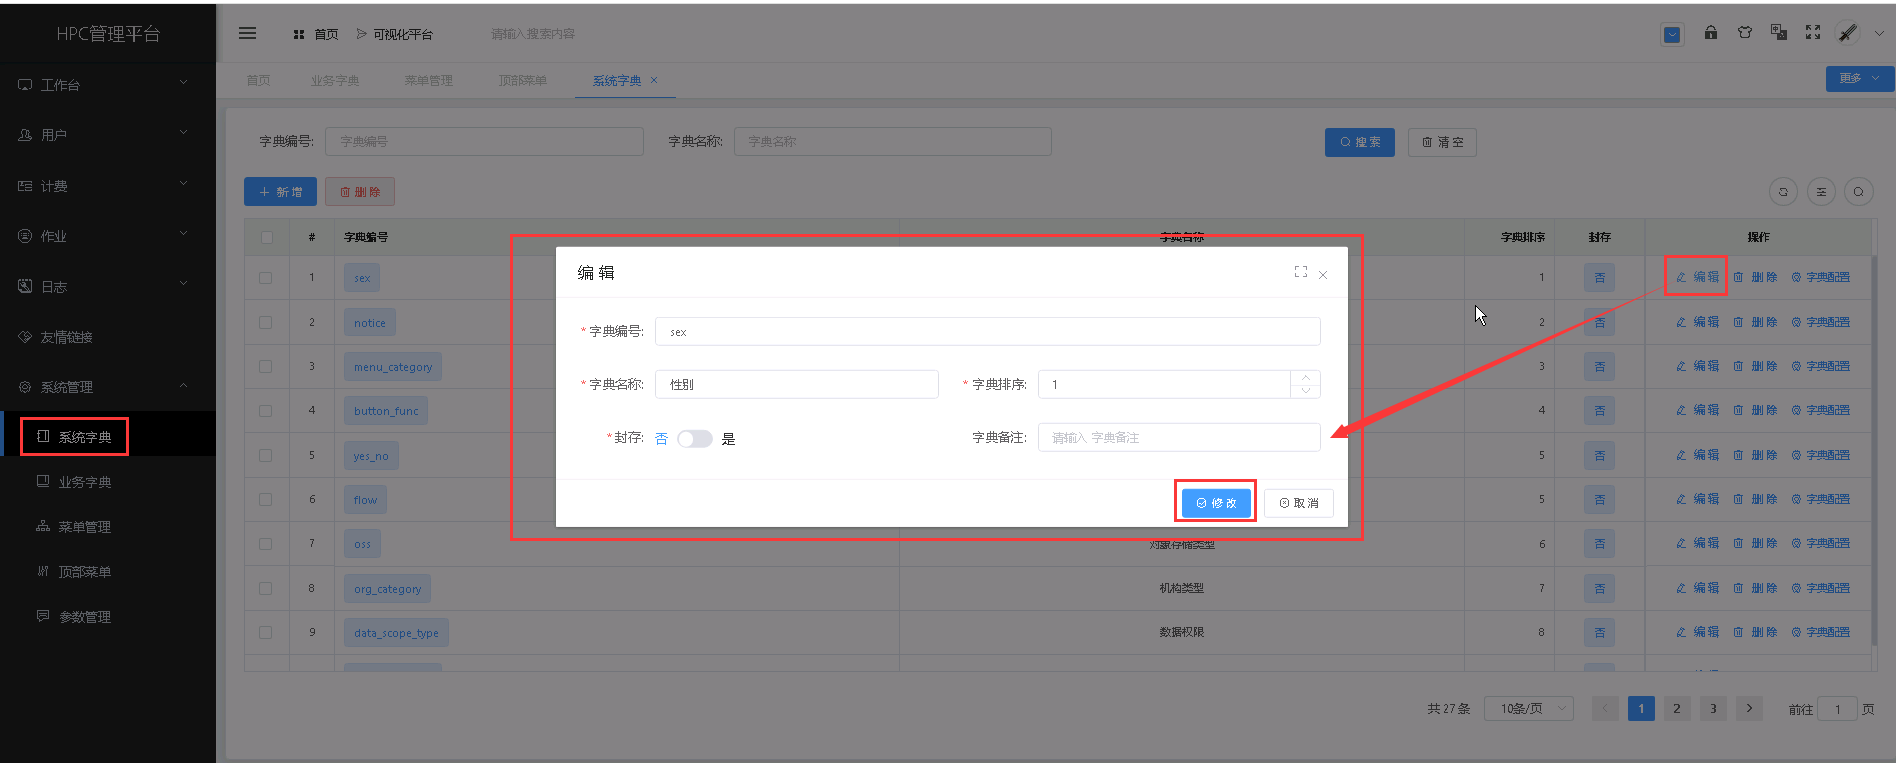 HPC管理平台
首页
可视化平台
请输入搜索内容
工作台
用户
计费
作业
日志
友情链接
系统管理
系统字典
业务字典
菜单管理
顶部菜单
参数管理
首页 业务字典 菜单管理 顶部菜单 系统字典 ×
更多
字典编号: 字典编号 字典名称: 字典名称 搜索 清空
+ 新增 删除
# 字典编号 字典名称 字典排序 封存 操作
1 sex 1 否 编辑 删除 字典配置
2 notice 2 否 编辑 删除 字典配置
3 menu_category 3 否 编辑 删除 字典配置
4 button_func 4 否 编辑 删除 字典配置
5 yes_no 5 否 编辑 删除 字典配置
6 flow 5 否 编辑 删除 字典配置
7 oss 对象存储类型 6 否 编辑 删除 字典配置
8 org_category 机构类型 7 否 编辑 删除 字典配置
9 data_scope_type 数据权限 8 否 编辑 删除 字典配置
编辑
* 字典编号: sex
* 字典名称: 性别 * 字典排序: 1
* 封存: 否 是 字典备注: 请输入 字典备注
修改 取消
共 27 条 10条/页 1 2 3 前往 1 页